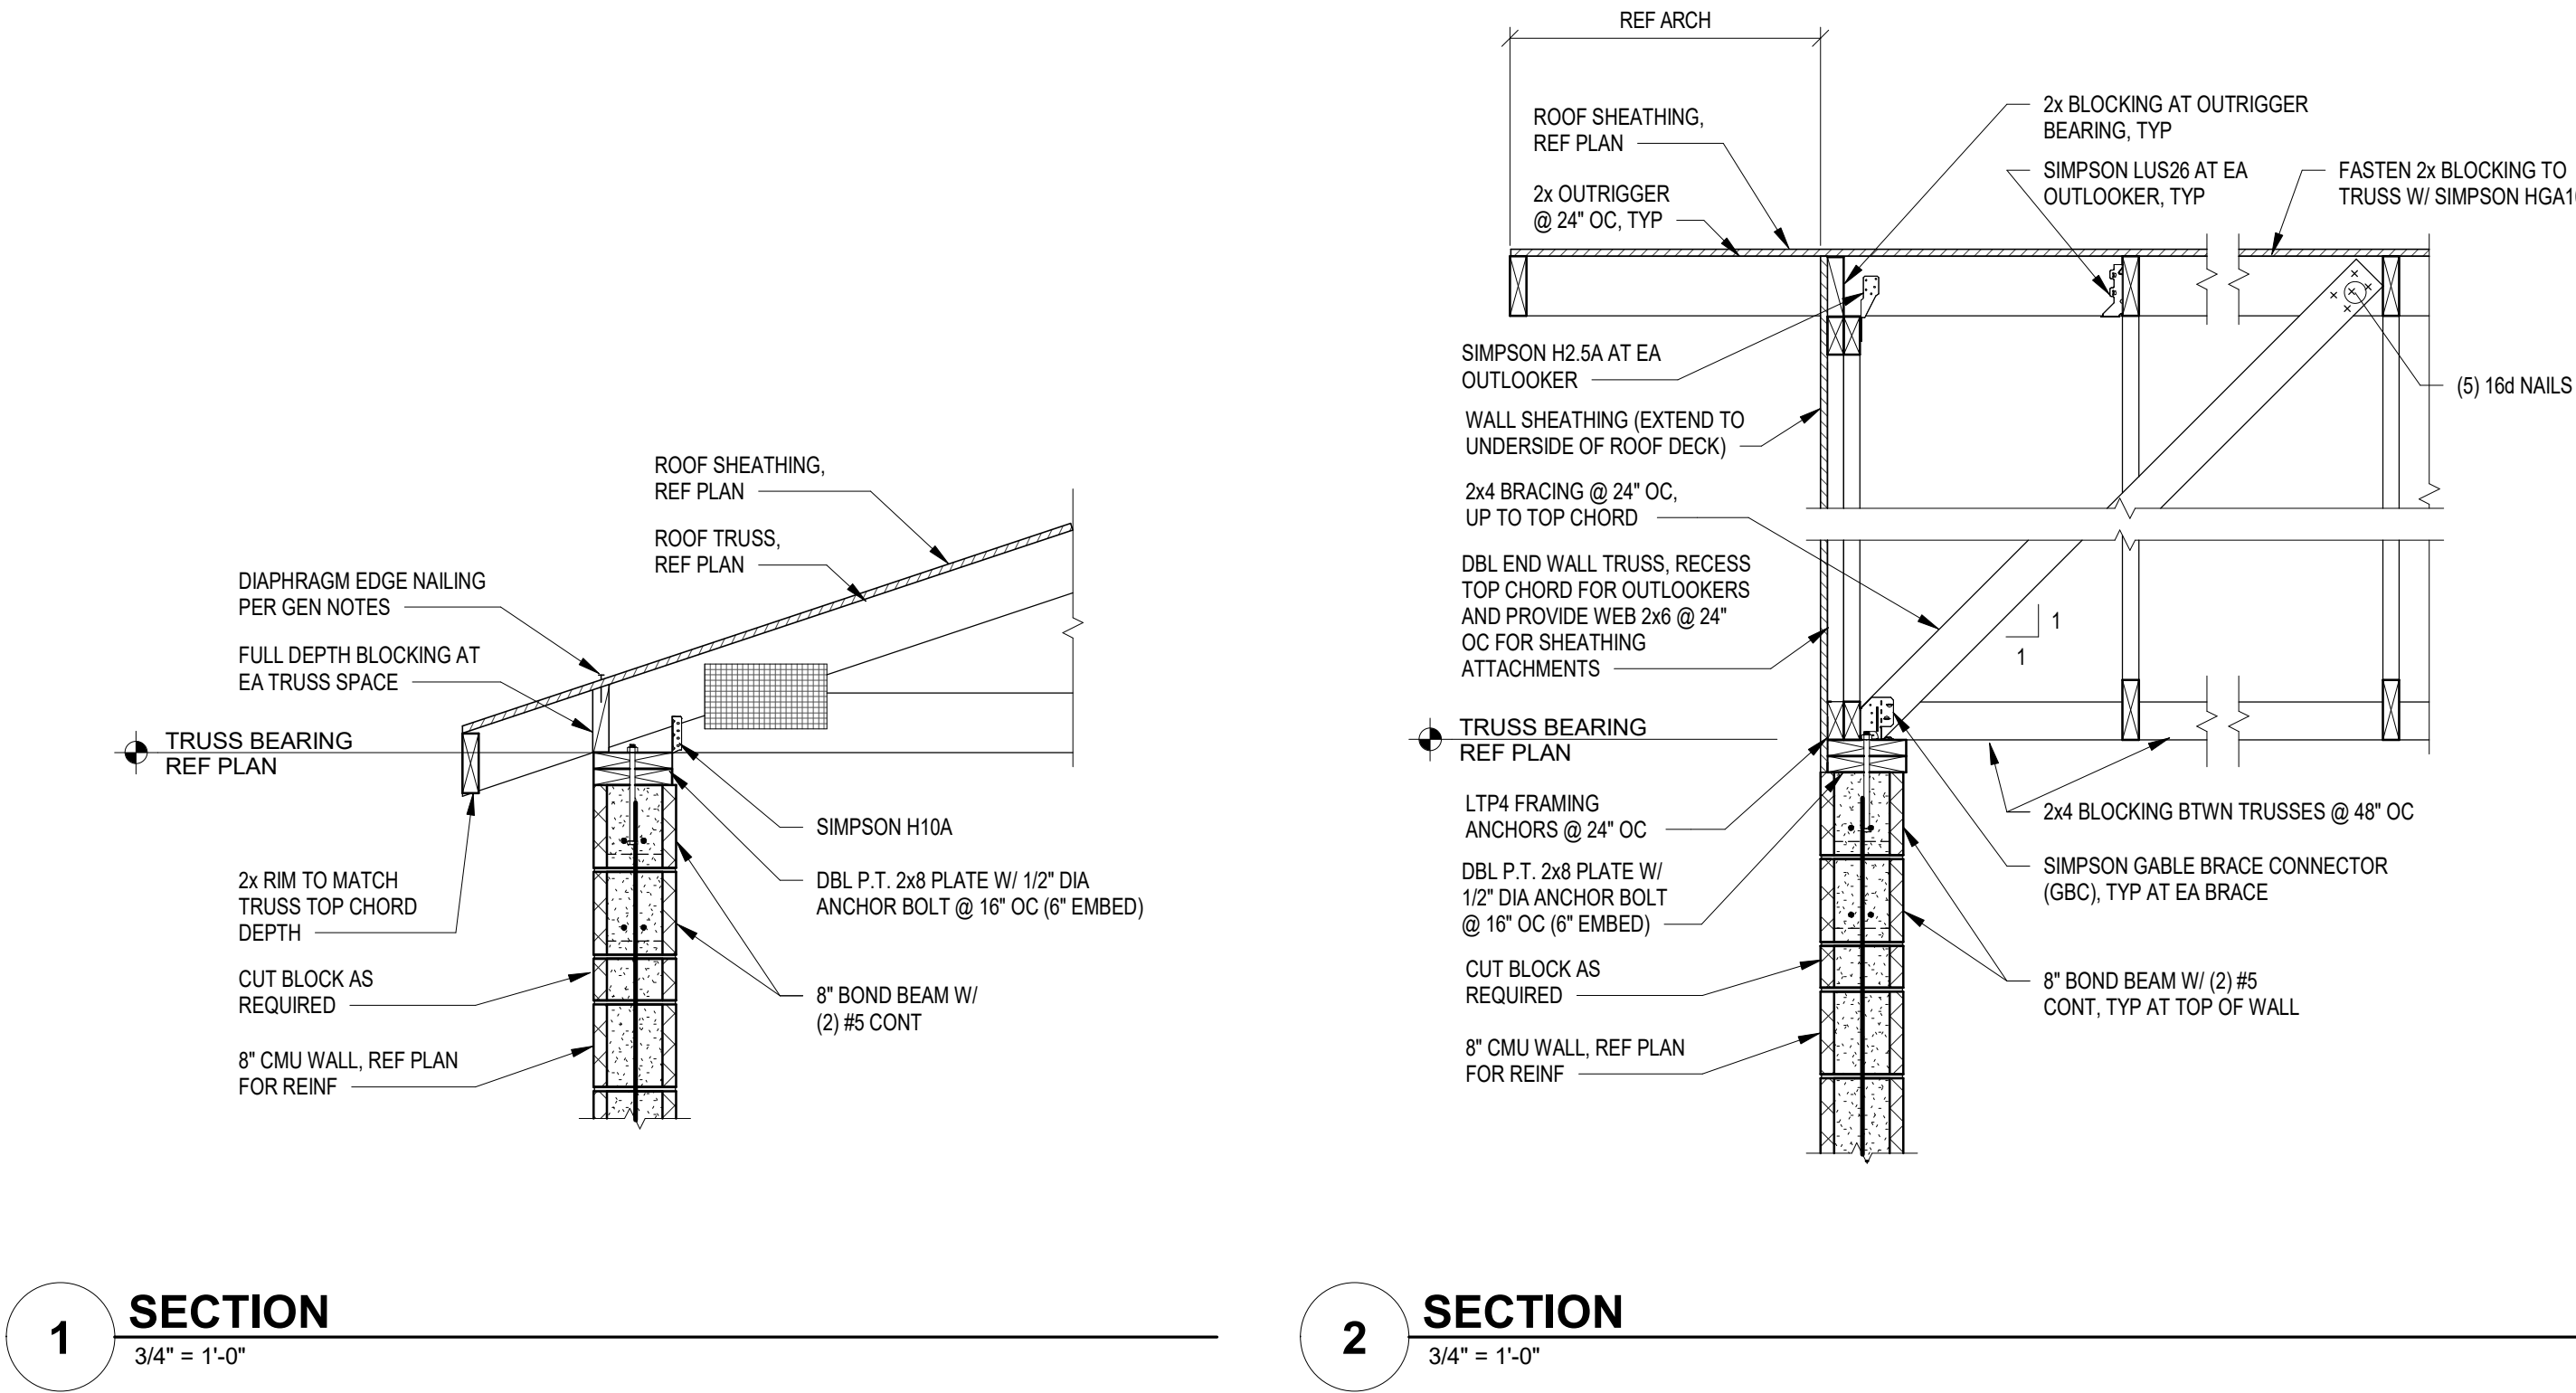 ROOF SHEATHING,
REF PLAN
ROOF TRUSS,
REF PLAN
DIAPHRAGM EDGE NAILING
PER GEN NOTES
FULL DEPTH BLOCKING AT
EA TRUSS SPACE
TRUSS BEARING
REF PLAN
2x RIM TO MATCH
TRUSS TOP CHORD
DEPTH
CUT BLOCK AS
REQUIRED
8" CMU WALL, REF PLAN
FOR REINF
SIMPSON H10A
DBL P.T. 2x8 PLATE W/ 1/2" DIA
ANCHOR BOLT @ 16" OC (6" EMBED)
8" BOND BEAM W/
(2) #5 CONT
1
SECTION
3/4" = 1'-0"
REF ARCH
ROOF SHEATHING,
REF PLAN
2x OUTRIGGER
@ 24" OC, TYP
2x BLOCKING AT OUTRIGGER
BEARING, TYP
SIMPSON LUS26 AT EA
OUTLOOKER, TYP
FASTEN 2x BLOCKING TO
TRUSS W/ SIMPSON
SIMPSON H2.5A AT EA
OUTLOOKER
(5) 16d NAILS
WALL SHEATHING (EXTEND TO
UNDERSIDE OF ROOF DECK)
2x4 BRACING @ 24" OC,
UP TO TOP CHORD
DBL END WALL TRUSS, RECESS
TOP CHORD FOR OUTLOOKERS
AND PROVIDE WEB 2x6 @ 24"
OC FOR SHEATHING
ATTACHMENTS
1
1
TRUSS BEARING
REF PLAN
LTP4 FRAMING
ANCHORS @ 24" OC
DBL P.T. 2x8 PLATE W/
1/2" DIA ANCHOR BOLT
@ 16" OC (6" EMBED)
CUT BLOCK AS
REQUIRED
8" CMU WALL, REF PLAN
FOR REINF
2x4 BLOCKING BTWN TRUSSES @ 48" OC
SIMPSON GABLE BRACE CONNECTOR
(GBC), TYP AT EA BRACE
8" BOND BEAM W/ (2) #5
CONT, TYP AT TOP OF WALL
2
SECTION
3/4" = 1'-0"